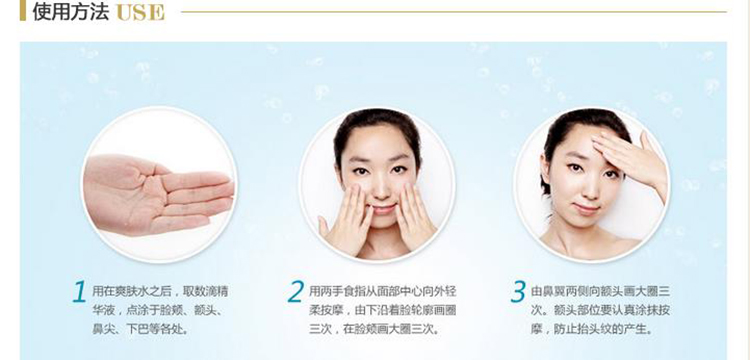 使用方法 USE
1 用在爽肤水之后，取数滴精
华液，点涂于脸颊、额头、
鼻尖、下巴等各处。
2 用两手食指从面部中心向外轻
柔按摩，由下沿着脸轮廓画圈
三次，在脸颊画大圈三次。
3 由鼻翼两侧向额头画大圈三
次。额头部位要认真涂抹按
摩，防止抬头纹的产生。